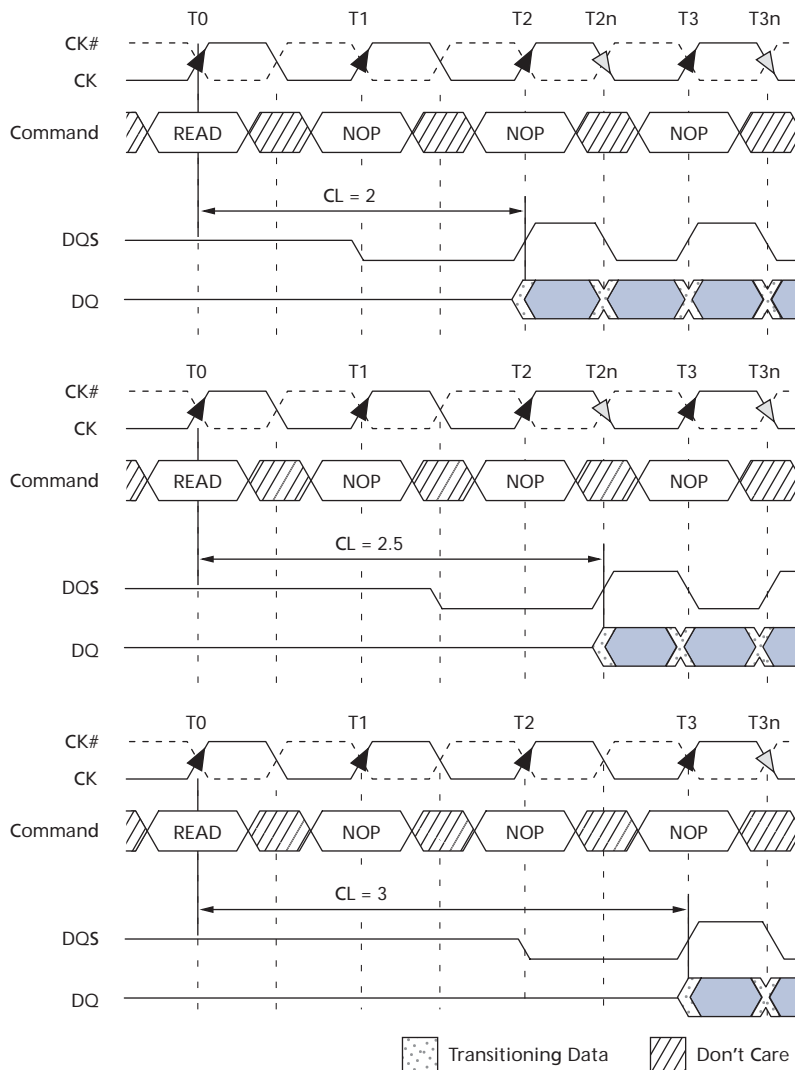 T0 T1 T2 T2n T3 T3n
CK#
CK
Command READ NOP NOP NOP
CL = 2
DQS
DQ
T0 T1 T2 T2n T3 T3n
CK#
CK
Command READ NOP NOP NOP
CL = 2.5
DQS
DQ
T0 T1 T2 T3 T3n
CK#
CK
Command READ NOP NOP NOP
CL = 3
DQS
DQ
Transitioning Data Don't Care